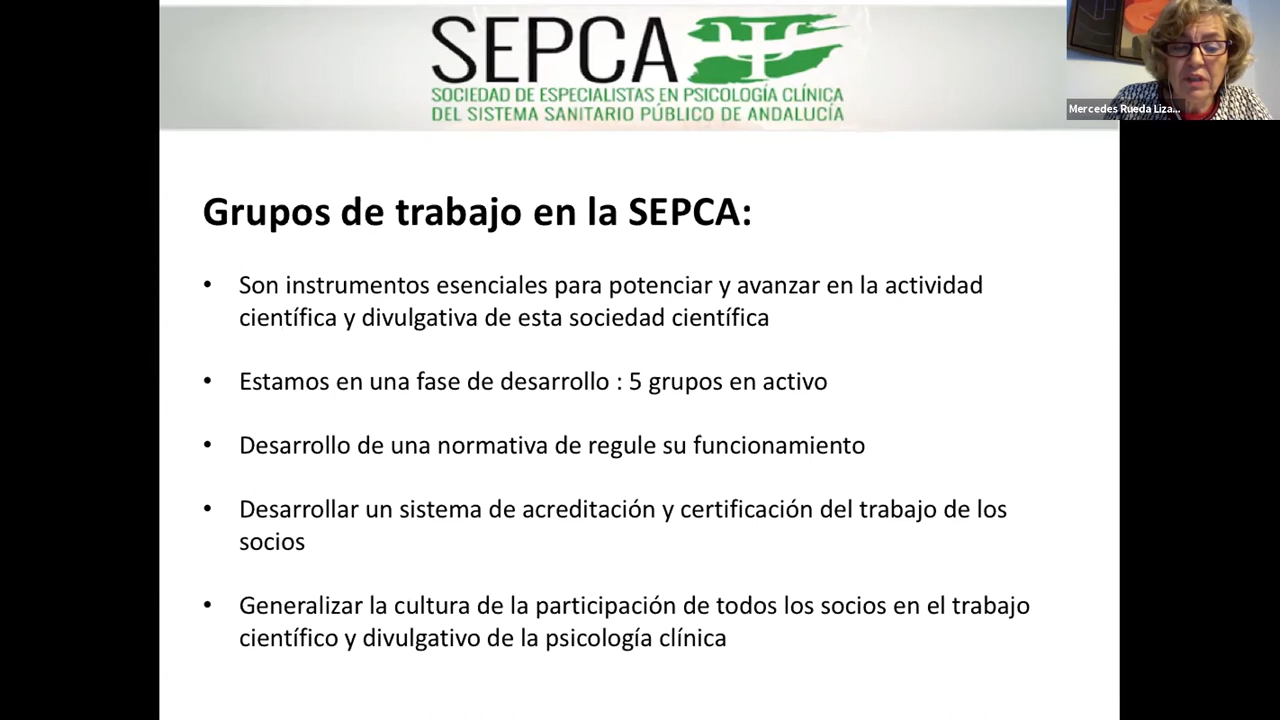 SEPCA
SOCIEDAD DE ESPECIALISTAS EN PSICOLOGÍA CLÍNICA
DEL SISTEMA SANITARIO PÚBLICO DE ANDALUCÍA
Mercedes Rueda Liza...
Grupos de trabajo en la SEPCA:
• Son instrumentos esenciales para potenciar y avanzar en la actividad
científica y divulgativa de esta sociedad científica
• Estamos en una fase de desarrollo : 5 grupos en activo
• Desarrollo de una normativa de regule su funcionamiento
• Desarrollar un sistema de acreditación y certificación del trabajo de los
socios
• Generalizar la cultura de la participación de todos los socios en el trabajo
científico y divulgativo de la psicología clínica